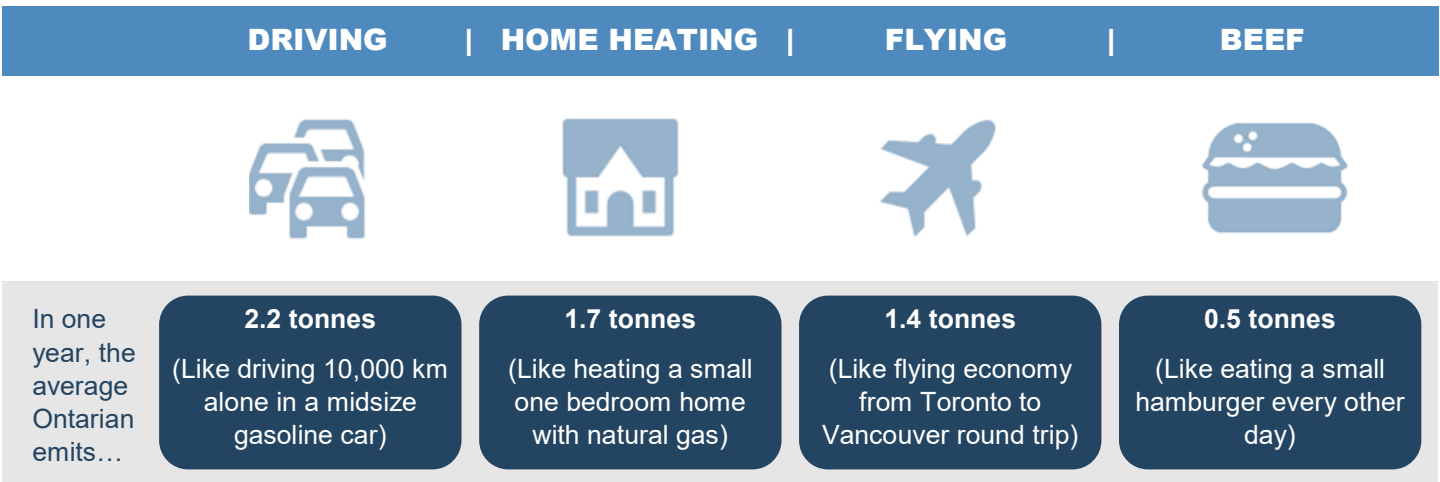 DRIVING | HOME HEATING | FLYING | BEEF
In one
year, the
average
Ontarian
emits…
2.2 tonnes
(Like driving 10,000 km
alone in a midsize
gasoline car)
1.7 tonnes
(Like heating a small
one bedroom home
with natural gas)
1.4 tonnes
(Like flying economy
from Toronto to
Vancouver round trip)
0.5 tonnes
(Like eating a small
hamburger every other
day)